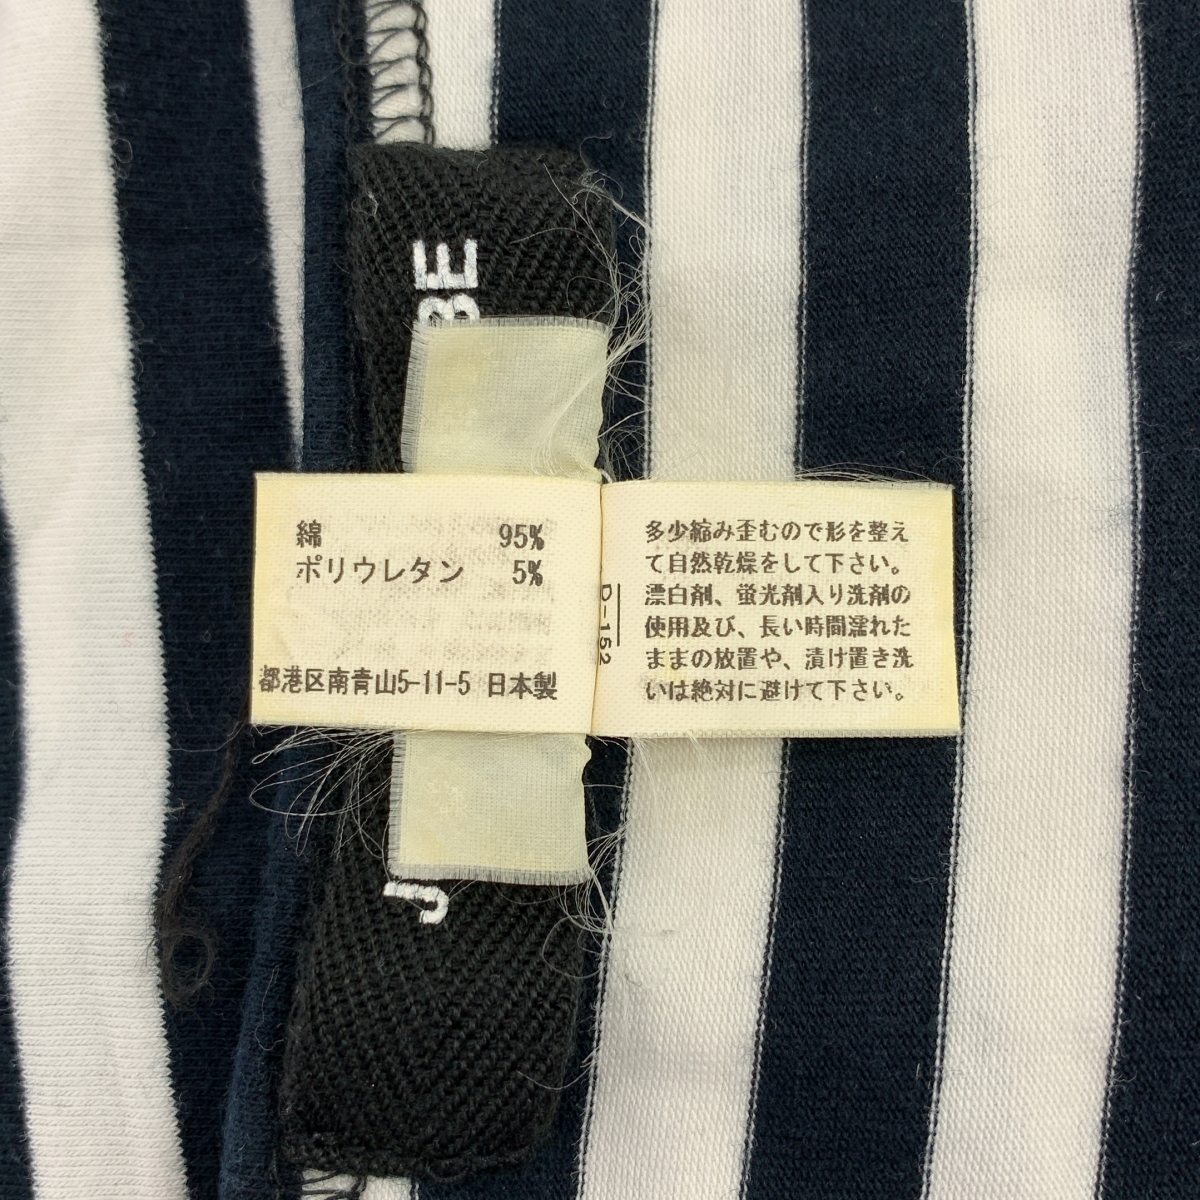 BE
綿 95%
ポリウレタン 5%
都港区南青山5-11-5 日本製
D-152
多少縮み歪むので形を整え
て自然乾燥をして下さい。
漂白剤、蛍光剤入り洗剤の
使用及び、長い時間濡れた
ままの放置や、漬け置き洗
いは絶対に避けて下さい。
J